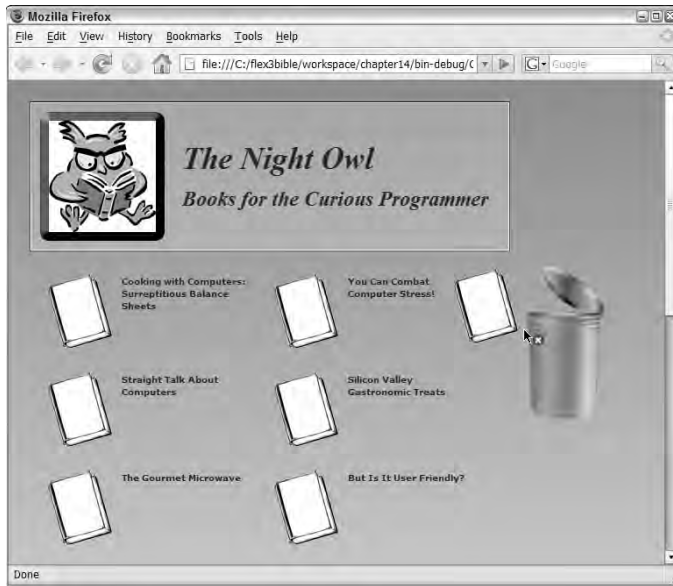 Mozilla Firefox
File Edit View History Bookmarks Tools Help
file:///C:/flex3bible/workspace/chapter14/bin-debug/(
G Google
The Night Owl
Books for the Curious Programmer
Cooking with Computers:
Surreptitious Balance
Sheets
You Can Combat
Computer Stress!
Straight Talk About
Computers
Silicon Valley
Gastronomic Treats
The Gourmet Microwave
But Is It User Friendly?
Done